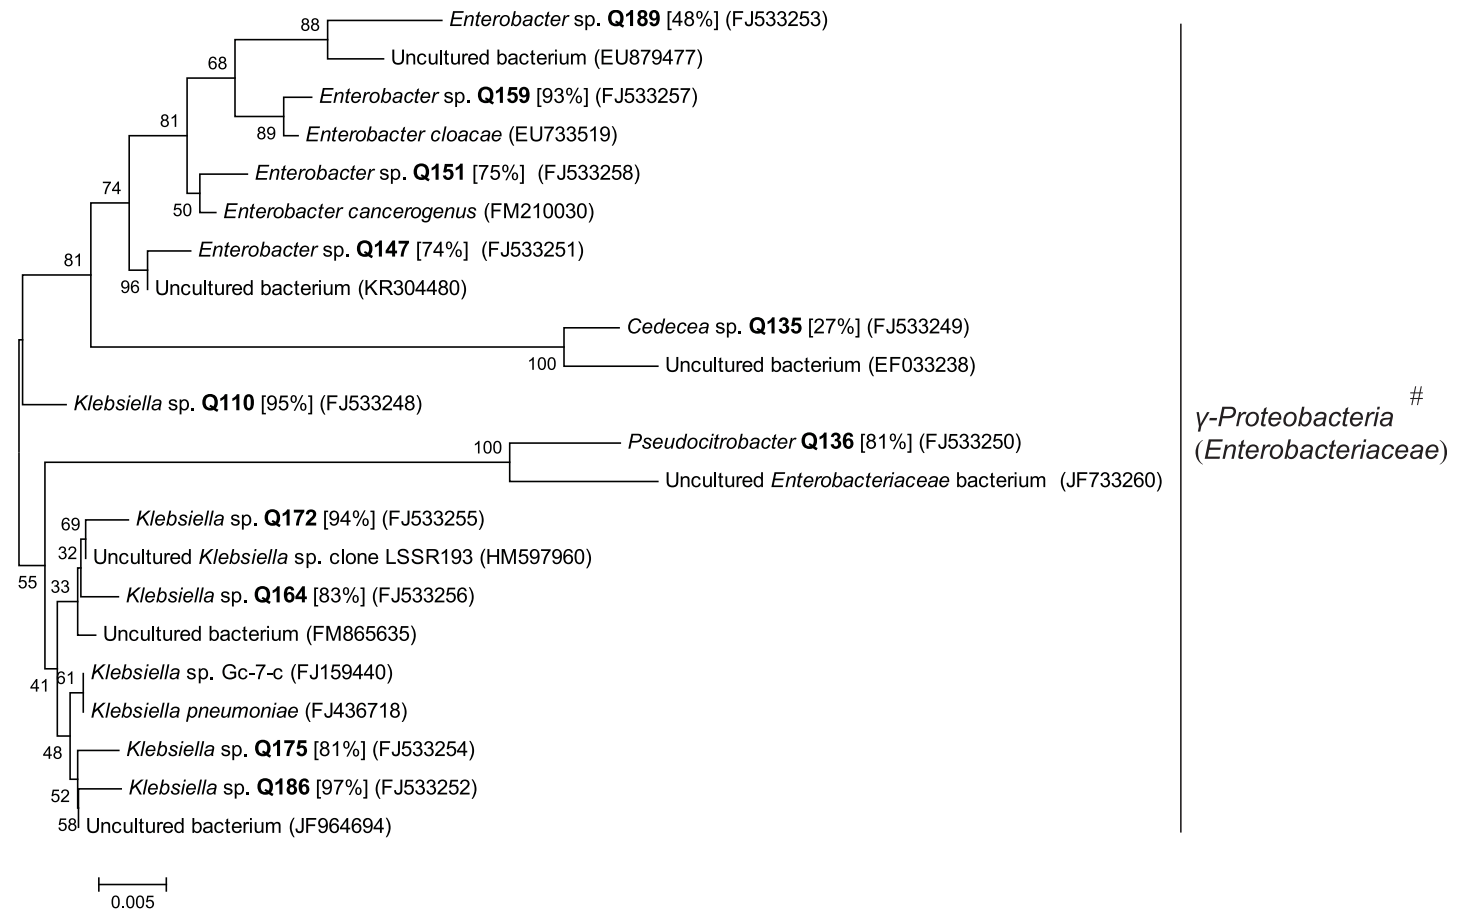 88
Enterobacter sp. Q189 [48%] (FJ533253)
Uncultured bacterium (EU879477)
68
Enterobacter sp. Q159 [93%] (FJ533257)
89
Enterobacter cloacae (EU733519)
81
Enterobacter sp. Q151 [75%] (FJ533258)
50
Enterobacter cancerogenus (FM210030)
74
Enterobacter sp. Q147 [74%] (FJ533251)
96
Uncultured bacterium (KR304480)
81
Cedecea sp. Q135 [27%] (FJ533249)
100
Uncultured bacterium (EF033238)
Klebsiella sp. Q110 [95%] (FJ533248)
100
Pseudocitrobacter Q136 [81%] (FJ533250)
Uncultured Enterobacteriaceae bacterium (JF733260)
69
Klebsiella sp. Q172 [94%] (FJ533255)
32
Uncultured Klebsiella sp. clone LSSR193 (HM597960)
55
33
Klebsiella sp. Q164 [83%] (FJ533256)
Uncultured bacterium (FM865635)
41
61
Klebsiella sp. Gc-7-c (FJ159440)
Klebsiella pneumoniae (FJ436718)
48
Klebsiella sp. Q175 [81%] (FJ533254)
52
Klebsiella sp. Q186 [97%] (FJ533252)
58
Uncultured bacterium (JF964694)
0.005
γ-Proteobacteria #
(Enterobacteriaceae)